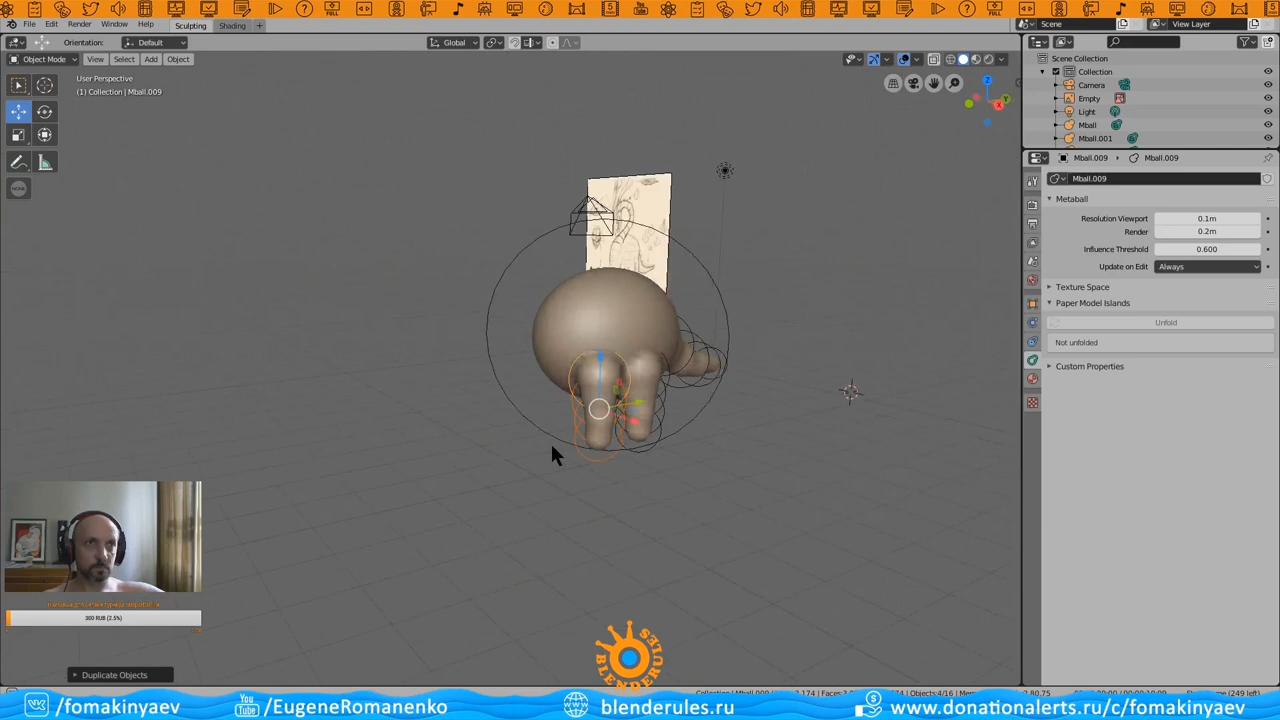 File Edit Render Window Help Sculpting Shading +
Scene View Layer
Orientation: Default Global
Object Mode View Select Add Object
User Perspective
(1) Collection | Mball.009
Scene Collection
Collection
Camera
Empty
Light
Mball
Mball.001
Mball.009 Mball.009
Mball.009
Metaball
Resolution Viewport 0.1m
Render 0.2m
Influence Threshold 0.600
Update on Edit Always
Texture Space
Paper Model Islands
Unfold
Not unfolded
Custom Properties
NONE
300 RUB (2.5%)
Duplicate Objects
BLENDERULES
/fomakinyaev
You Tube /EugeneRomanenko
blenderules.ru
www.donationalerts.ru/c/fomakinyaev